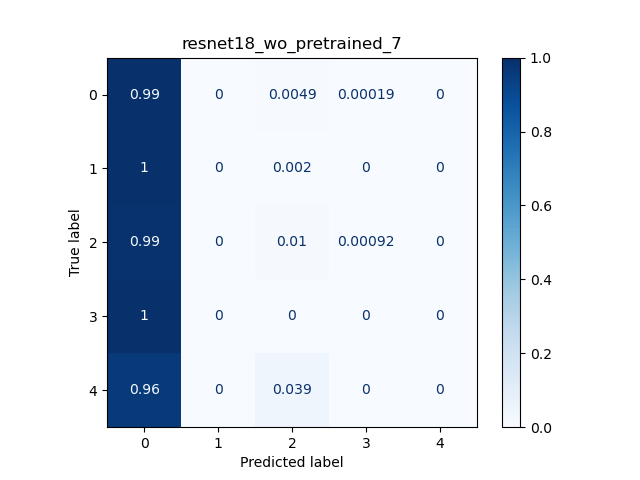 resnet18_wo_pretrained_7
0 0.99 0 0.0049 0.00019 0
1 1 0 0.002 0 0
2 0.99 0 0.01 0.00092 0
3 1 0 0 0 0
4 0.96 0 0.039 0 0
0 1 2 3 4
Predicted label
True label
1.0
0.8
0.6
0.4
0.2
0.0